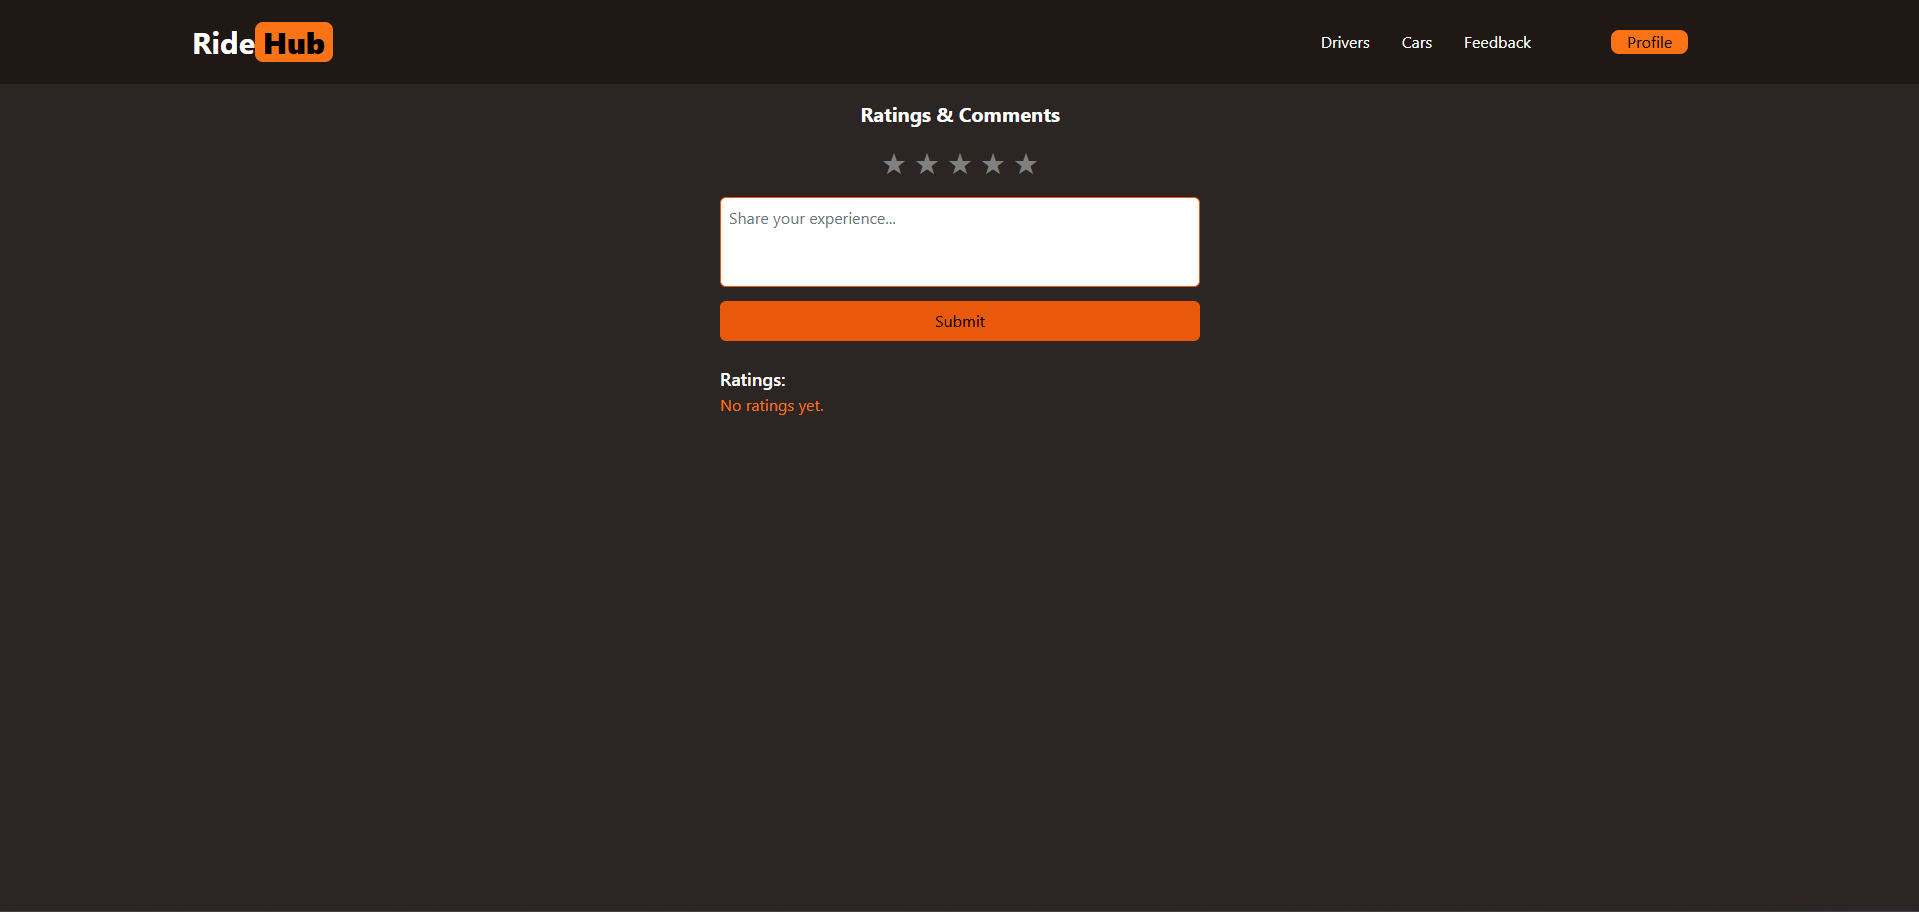 Ride Hub
Drivers Cars Feedback Profile
Ratings & Comments
★ ★ ★ ★ ★
Share your experience...
Submit
Ratings:
No ratings yet.